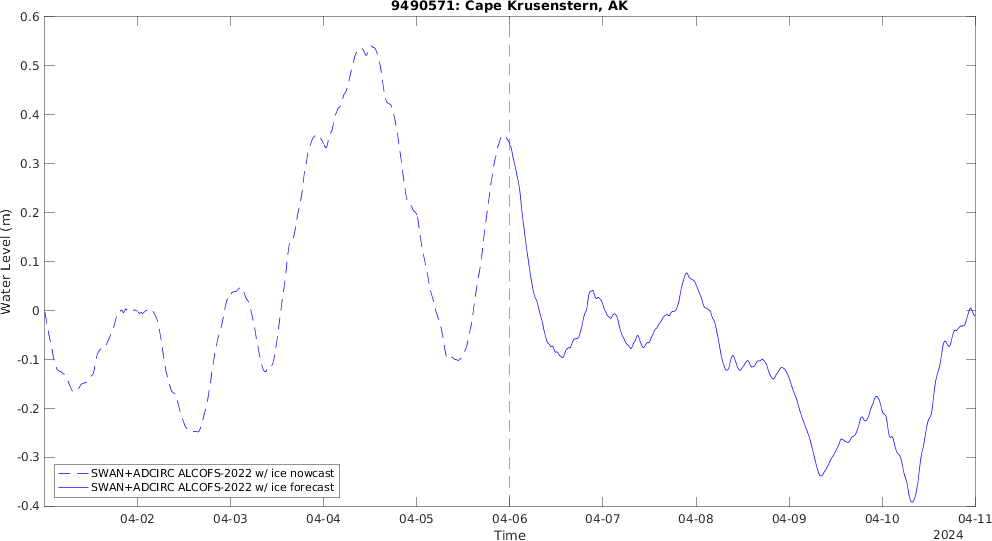 9490571: Cape Krusenstern, AK
0.6
0.5
0.4
0.3
0.2
0.1
0
-0.1
-0.2
-0.3
-0.4
Water Level (m)
SWAN+ADCIRC ALCOFS-2022 w/ ice nowcast
SWAN+ADCIRC ALCOFS-2022 w/ ice forecast
04-02 04-03 04-04 04-05 04-06 04-07 04-08 04-09 04-10 04-11
Time
2024